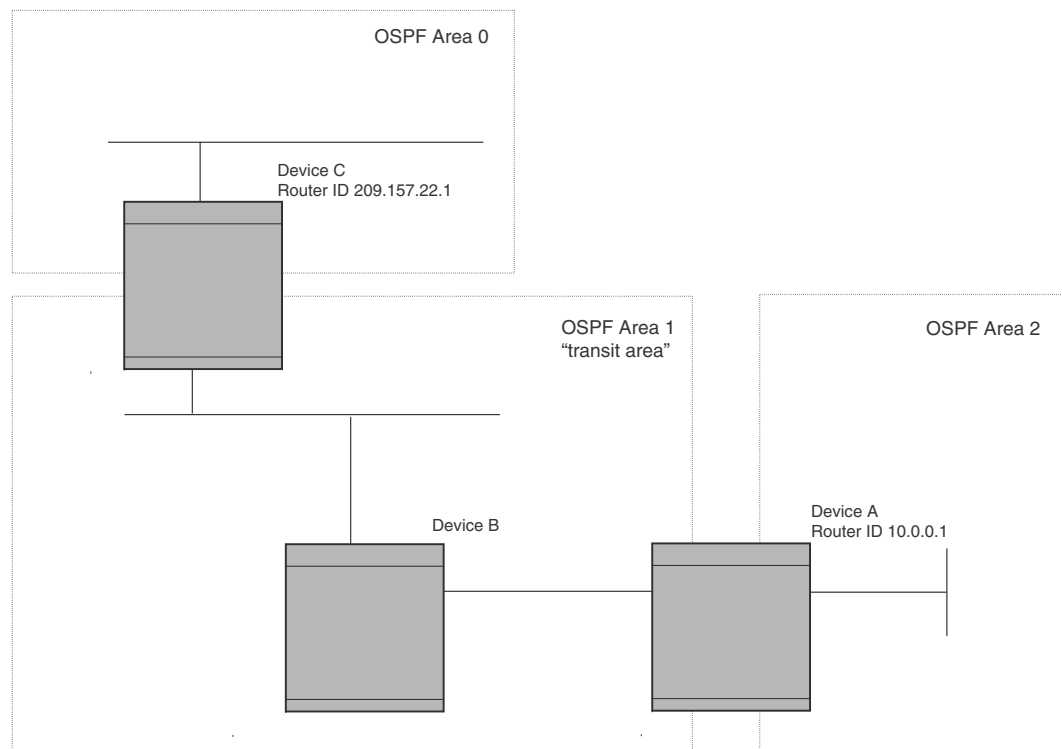 OSPF Area 0
Device C
Router ID 209.157.22.1
OSPF Area 1
“transit area”
OSPF Area 2
Device B
Device A
Router ID 10.0.0.1